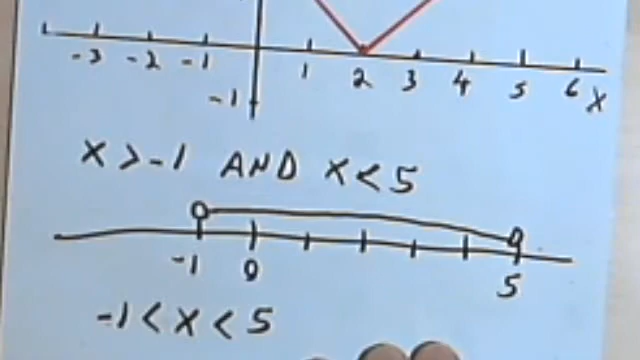 -3 -2 -1 1 2 3 4 5 6 X
-1
X > -1 AND X < 5
-1 0 5
-1 < X < 5